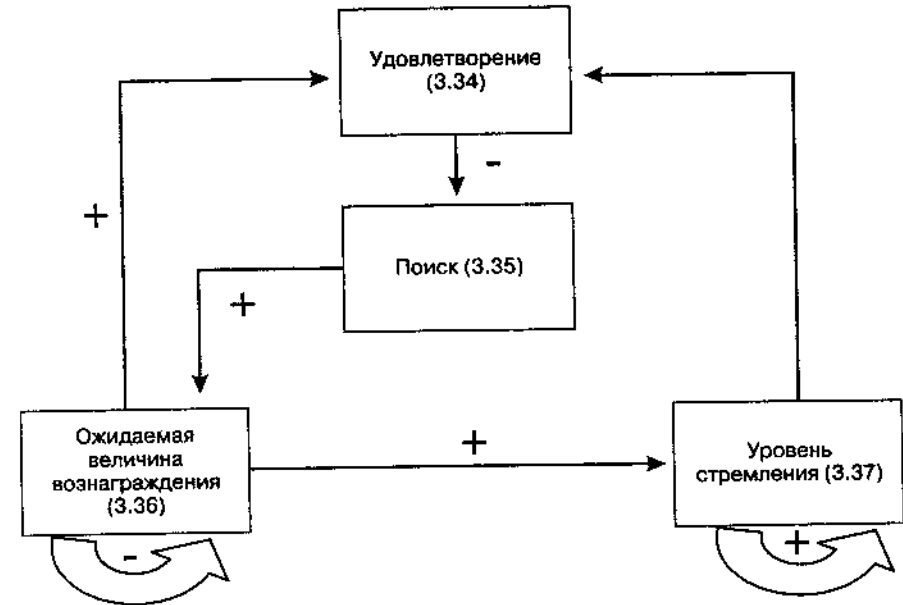 Удовлетворение
(3.34)
+
-
Поиск (3.35)
+
Ожидаемая
величина
вознаграждения
(3.36)
+
Уровень
стремления (3.37)
-
+